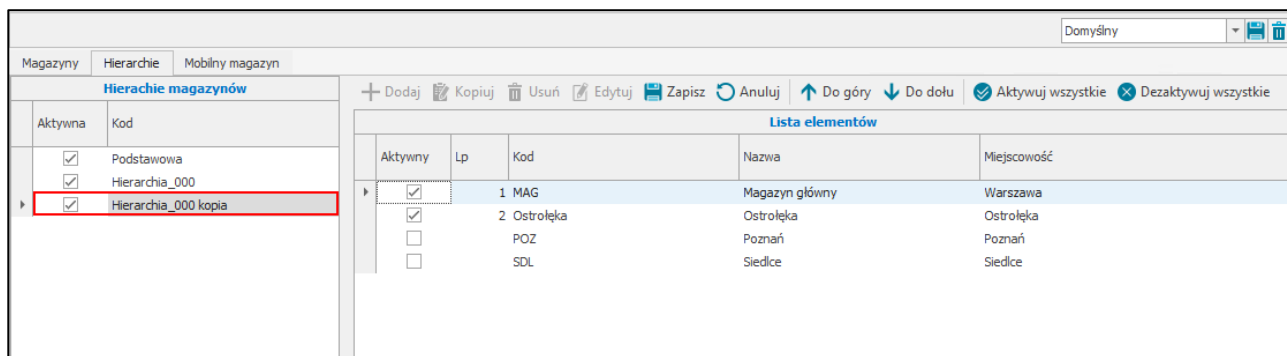 Domyślny
Magazyny Hierarchie Mobilny magazyn
Hierachie magazynów
Dodaj Kopiuj Usuń Edytuj Zapisz Anuluj Do góry Do dołu Aktywuj wszystkie Dezaktywuj wszystkie
Lista elementów
Aktywna Kod
Podstawowa
Hierarchia_000
Hierarchia_000 kopia
Aktywny Lp Kod Nazwa Miejscowość
1 MAG Magazyn główny Warszawa
2 Ostrołęka Ostrołęka Ostrołęka
POZ Poznań Poznań
SDL Siedlce Siedlce